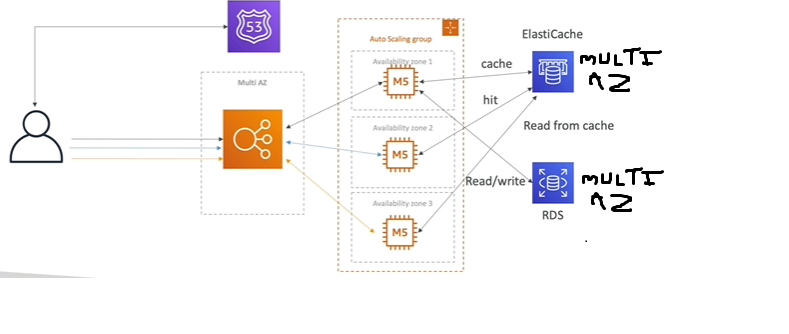 53
Auto Scaling group
Multi AZ
Availability zone 1
M5
Availability zone 2
M5
Availability zone 3
M5
ElastiCache
cache
MULTI
AZ
hit
Read from cache
Read/write
MULTI
AZ
RDS